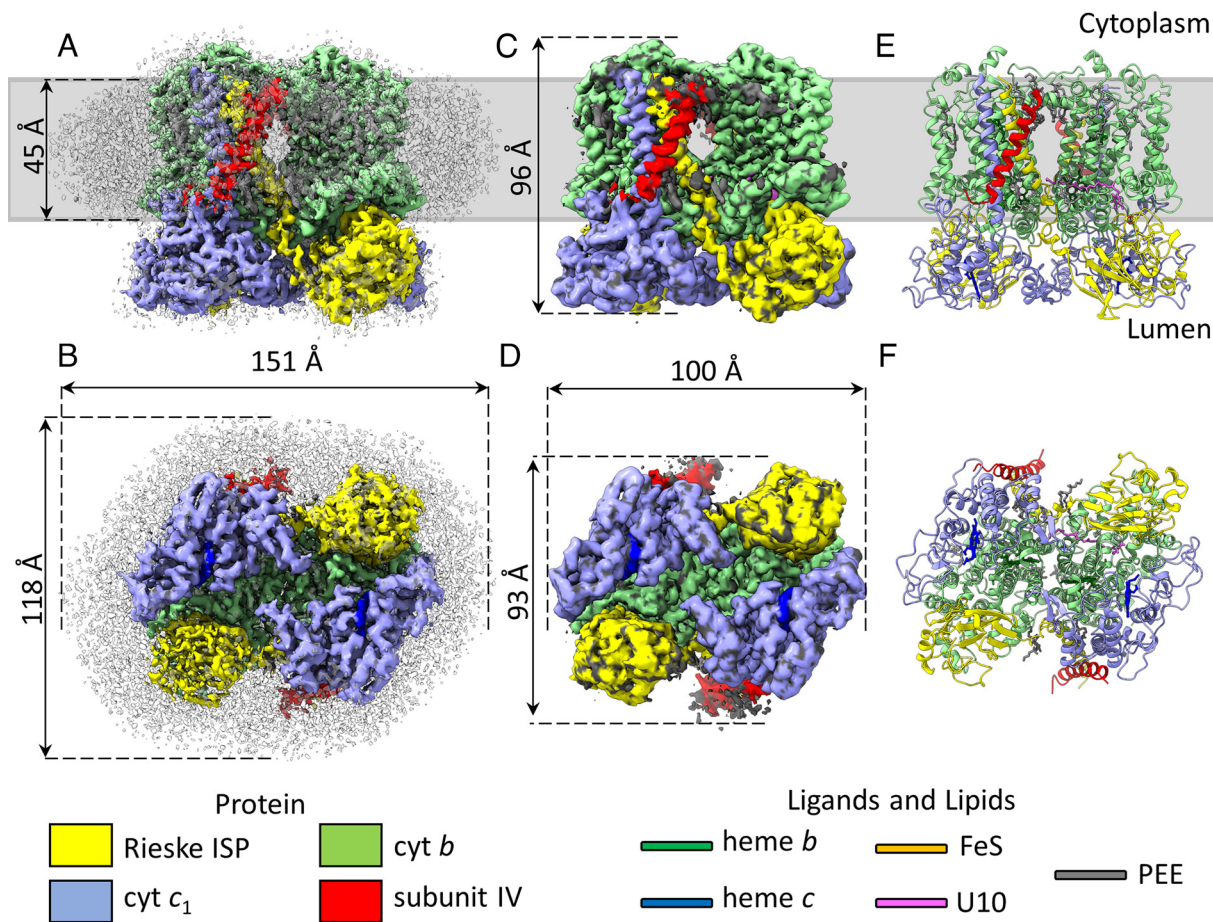 A
C
E
Cytoplasm
45 Å
96 Å
Lumen
B
151 Å
D
100 Å
F
118 Å
93 Å
Protein
Ligands and Lipids
Rieske ISP
cyt b
heme b
FeS
PEE
cyt c₁
subunit IV
heme c
U10